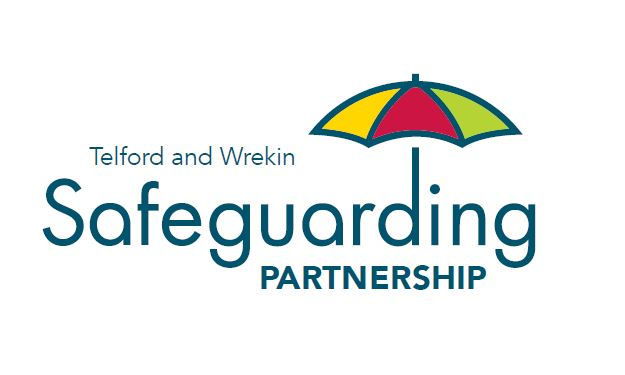 Telford and Wrekin
Safeguarding
PARTNERSHIP